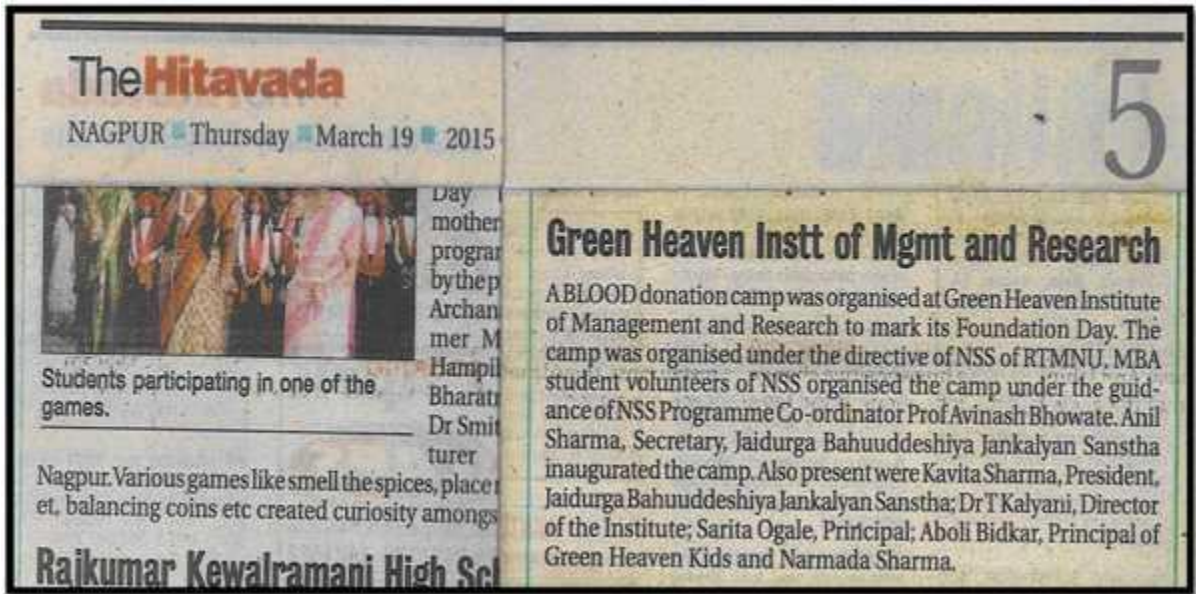 The Hitavada
NAGPUR Thursday March 19 2015
5
Day
mother
progra
by the p
Archan
mer M
Hampil
Bharat
Dr Smit
turer
Students participating in one of the
games.
Nagpur. Various games like smell the spices, place
et, balancing coins etc created curiosity amongs
Rajkumar Kewalramani High Sc
Green Heaven Instt of Mgmt and Research
A BLOOD donation camp was organised at Green Heaven Institute
of Management and Research to mark its Foundation Day. The
camp was organised under the directive of NSS of RTMNU. MBA
student volunteers of NSS organised the camp under the guid-
ance of NSS Programme Co-ordinator Prof Avinash Bhowate. Anil
Sharma, Secretary, Jaidurga Bahuuddeshiya Jankalyan Sanstha
inaugurated the camp. Also present were Kavita Sharma, President,
Jaidurga Bahuuddeshiya Jankalyan Sanstha; Dr T Kalyani, Director
of the Institute; Sarita Ogale, Principal; Aboli Bidkar, Principal of
Green Heaven Kids and Narmada Sharma.